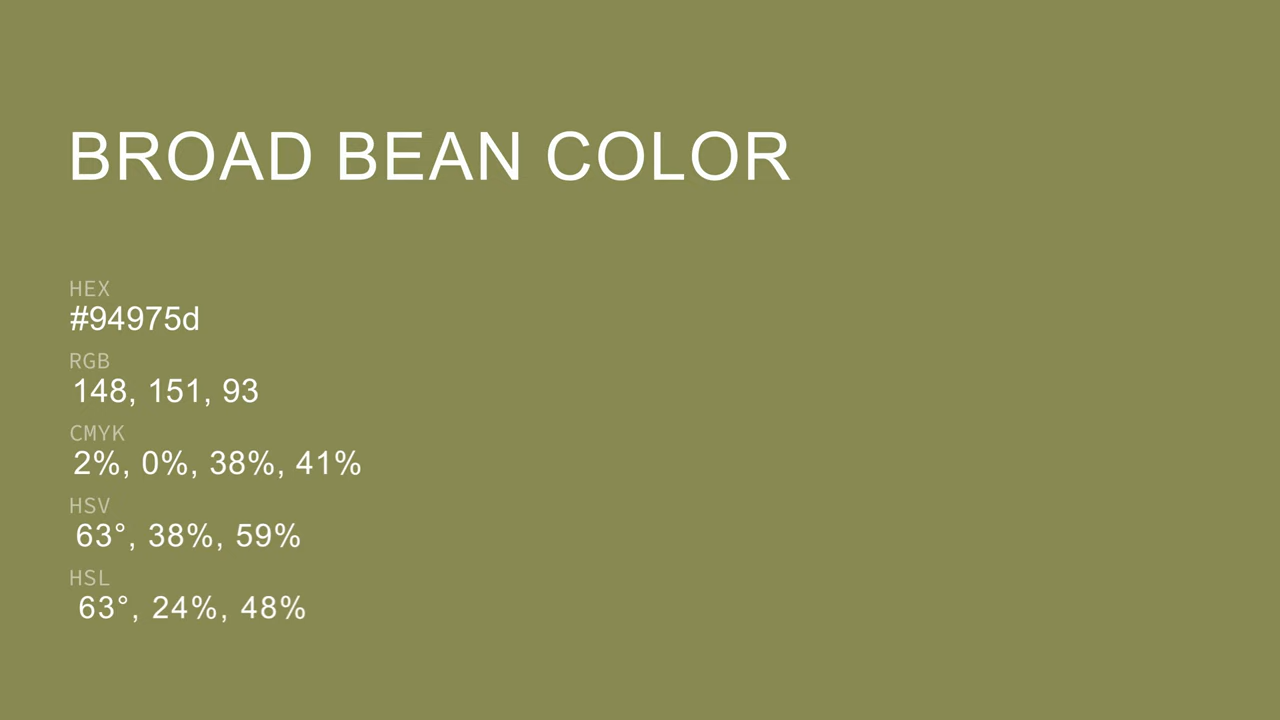 BROAD BEAN COLOR
HEX
#94975d
RGB
148, 151, 93
CMYK
2%, 0%, 38%, 41%
HSV
63°, 38%, 59%
HSL
63°, 24%, 48%